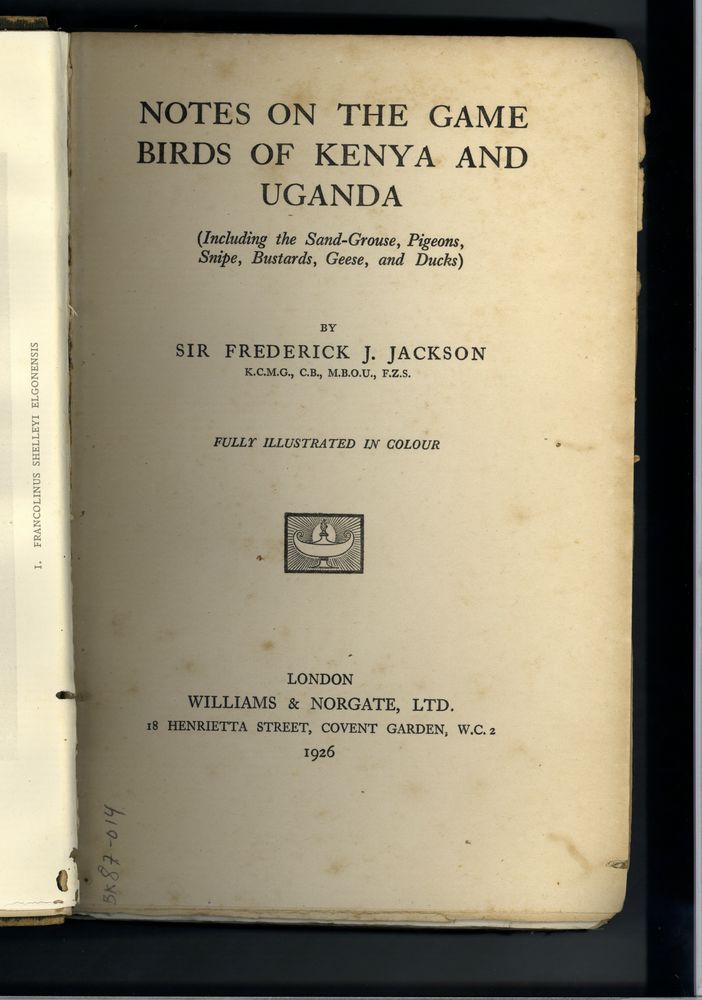 I. FRANCOLINUS SHELLEYI ELGONENSIS
NOTES ON THE GAME
BIRDS OF KENYA AND
UGANDA
(Including the Sand-Grouse, Pigeons,
Snipe, Bustards, Geese, and Ducks)
BY
SIR FREDERICK J. JACKSON
K.C.M.G., C.B., M.B.O.U., F.Z.S.
FULLY ILLUSTRATED IN COLOUR
LONDON
WILLIAMS & NORGATE, LTD.
18 HENRIETTA STREET, COVENT GARDEN, W.C. 2
1926
BK87-014